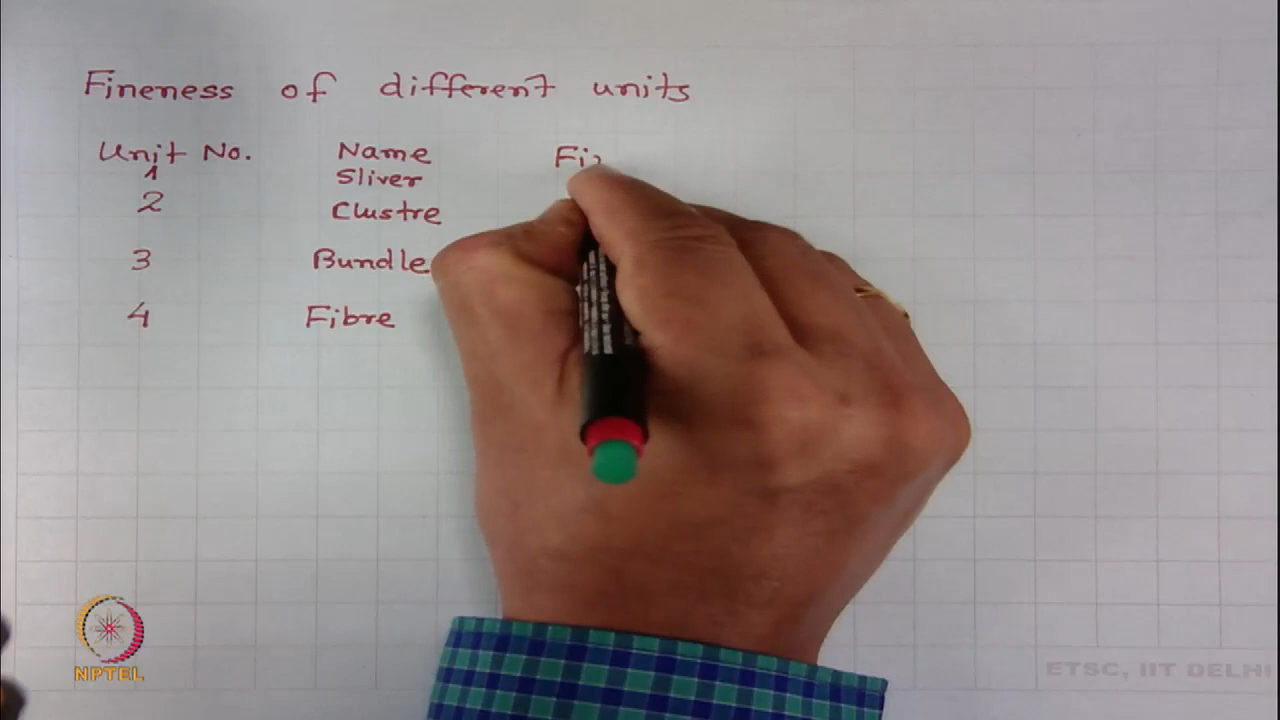 Fineness of different units
Unit No. Name Fi
1 Sliver
2 Clustre
3 Bundle
4 Fibre
NPTEL
ETSC, IIT DELHI